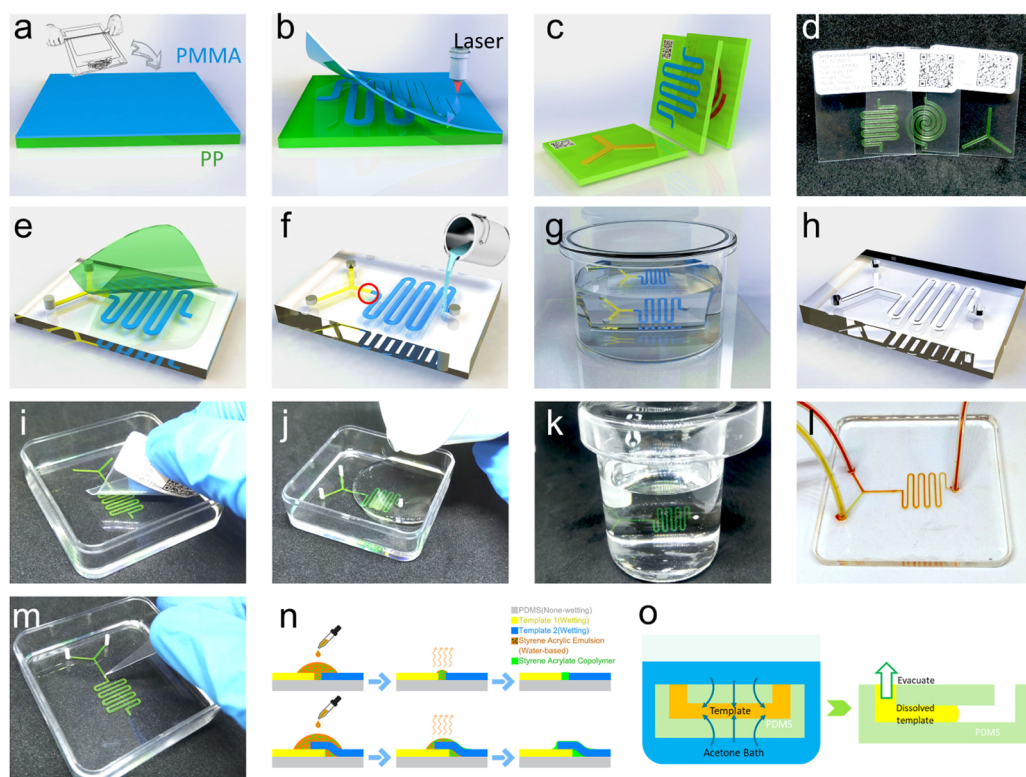 a
PMMA
PP
b
Laser
c
d
e
f
g
h
i
j
k
l
m
n
PDMS(None-wetting)
Template 1(Wetting)
Template 2(Wetting)
Styrene Acrylic Emulsion
(Water-based)
Styrene Acrylate Copolymer
o
Template
PDMS
Acetone Bath
Evacuate
Dissolved
template
PDMS